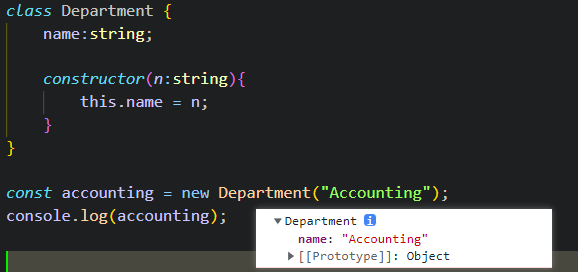 class Department {
    name:string;
    constructor(n:string){
        this.name = n;
    }
}
const accounting = new Department("Accounting");
console.log(accounting);
▼Department i
name: "Accounting"
▶[[Prototype]]: Object